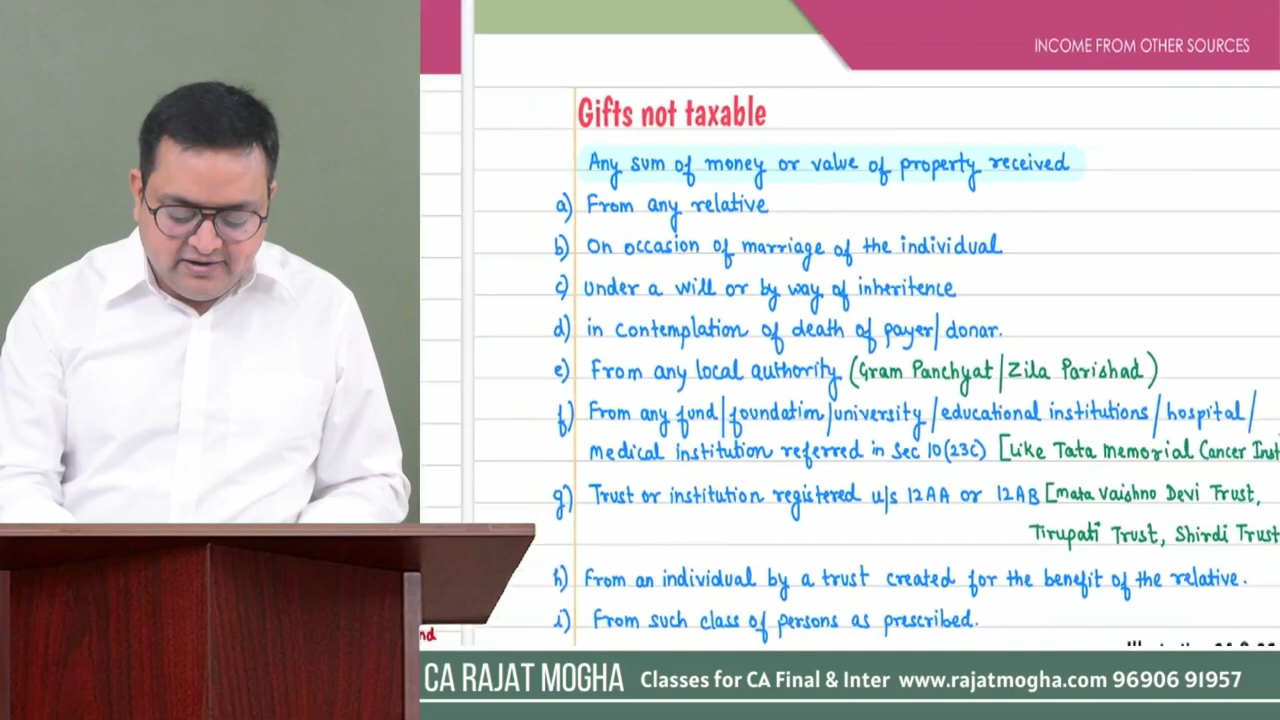 INCOME FROM OTHER SOURCES
Gifts not taxable
Any sum of money or value of property received
a) From any relative
b) On occasion of marriage of the individual
c) under a will or by way of inheritence
d) in contemplation of death of payer/donar.
e) From any local authority (Gram Panchyat/Zila Parishad)
f) From any fund/foundation/university/educational institutions/hospital/
medical institution referred in Sec 10(23C) [Like Tata Memorial Cancer Inst
g) Trust or institution registered u/s 12AA or 12AB [mata Vaishno Devi Trust,
Tirupati Trust, Shirdi Trust
h) From an individual by a trust created for the benefit of the relative.
i) From such class of persons as prescribed.
nd
CA RAJAT MOGHA Classes for CA Final & Inter www.rajatmogha.com 96906 91957